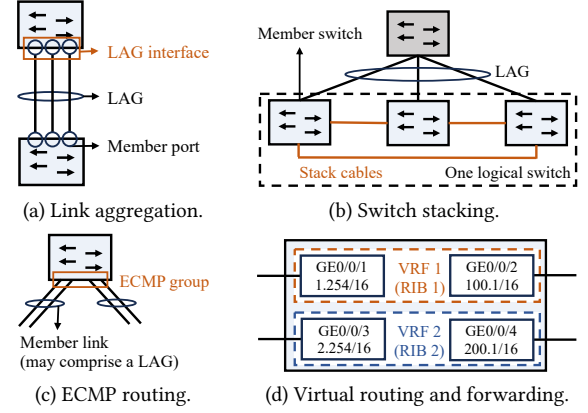 LAG interface
LAG
Member port
(a) Link aggregation.
Member switch
LAG
Stack cables
One logical switch
(b) Switch stacking.
ECMP group
Member link
(may comprise a LAG)
(c) ECMP routing.
GE0/0/1
1.254/16
VRF 1
(RIB 1)
GE0/0/2
100.1/16
GE0/0/3
2.254/16
VRF 2
(RIB 2)
GE0/0/4
200.1/16
(d) Virtual routing and forwarding.